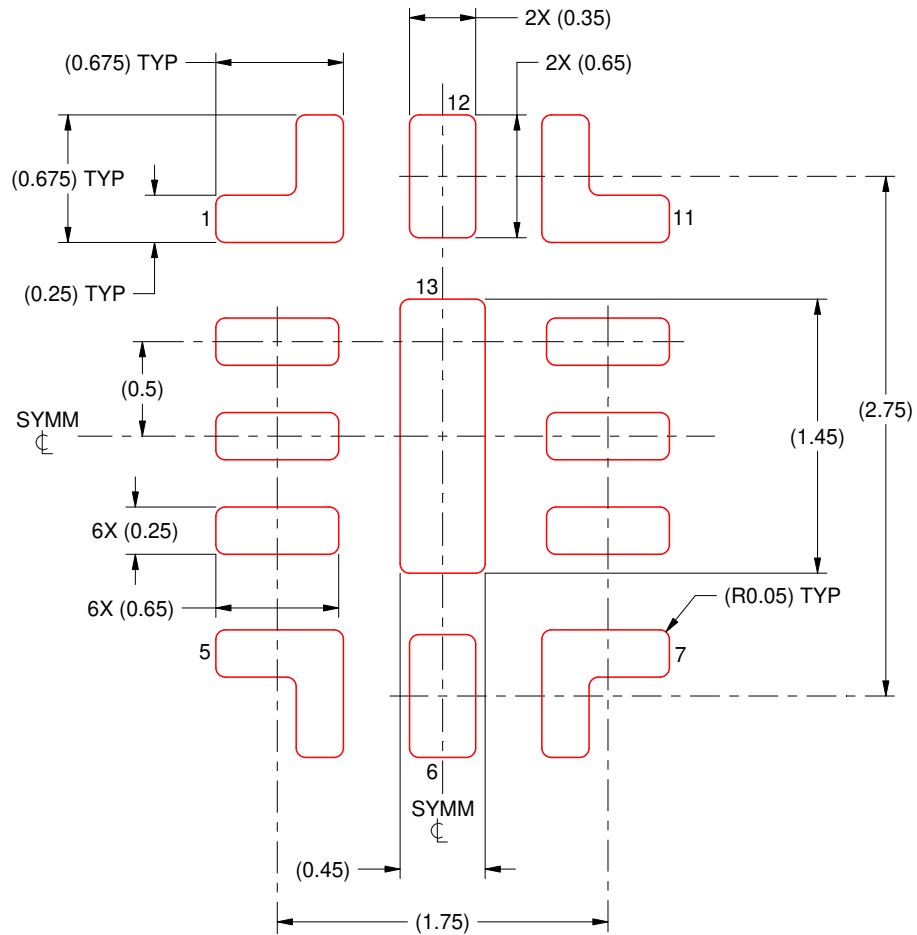 2X (0.35)
(0.675) TYP
2X (0.65)
12
(0.675) TYP
1
11
(0.25) TYP
13
(0.5)
(2.75)
SYMM
℄
(1.45)
6X (0.25)
6X (0.65)
(R0.05) TYP
5
7
6
SYMM
℄
(0.45)
(1.75)